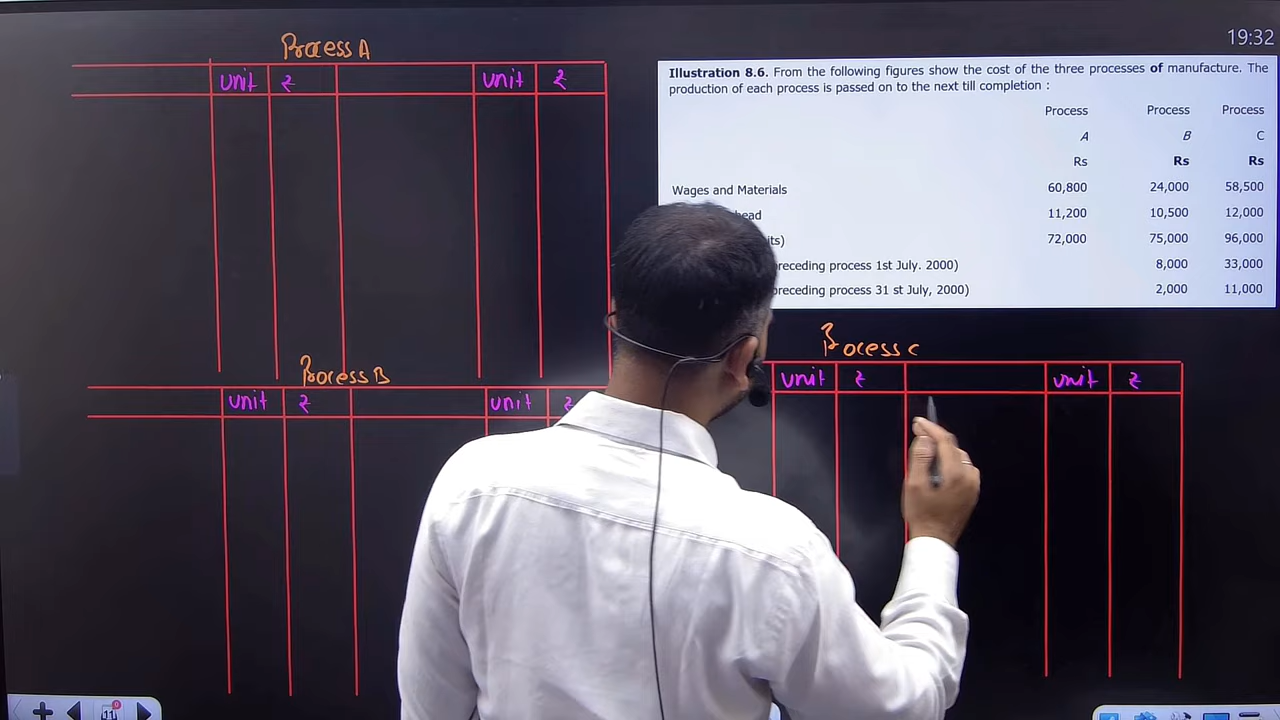 19:32
Process A
unit ₹ unit ₹
Illustration 8.6. From the following figures show the cost of the three processes of manufacture. The
production of each process is passed on to the next till completion :
Process Process Process
A B C
Rs Rs Rs
Wages and Materials 60,800 24,000 58,500
11,200 10,500 12,000
72,000 75,000 96,000
preceding process 1st July. 2000) 8,000 33,000
preceding process 31 st July, 2000) 2,000 11,000
Process B
unit ₹ unit ₹
Process C
unit ₹ unit ₹
11